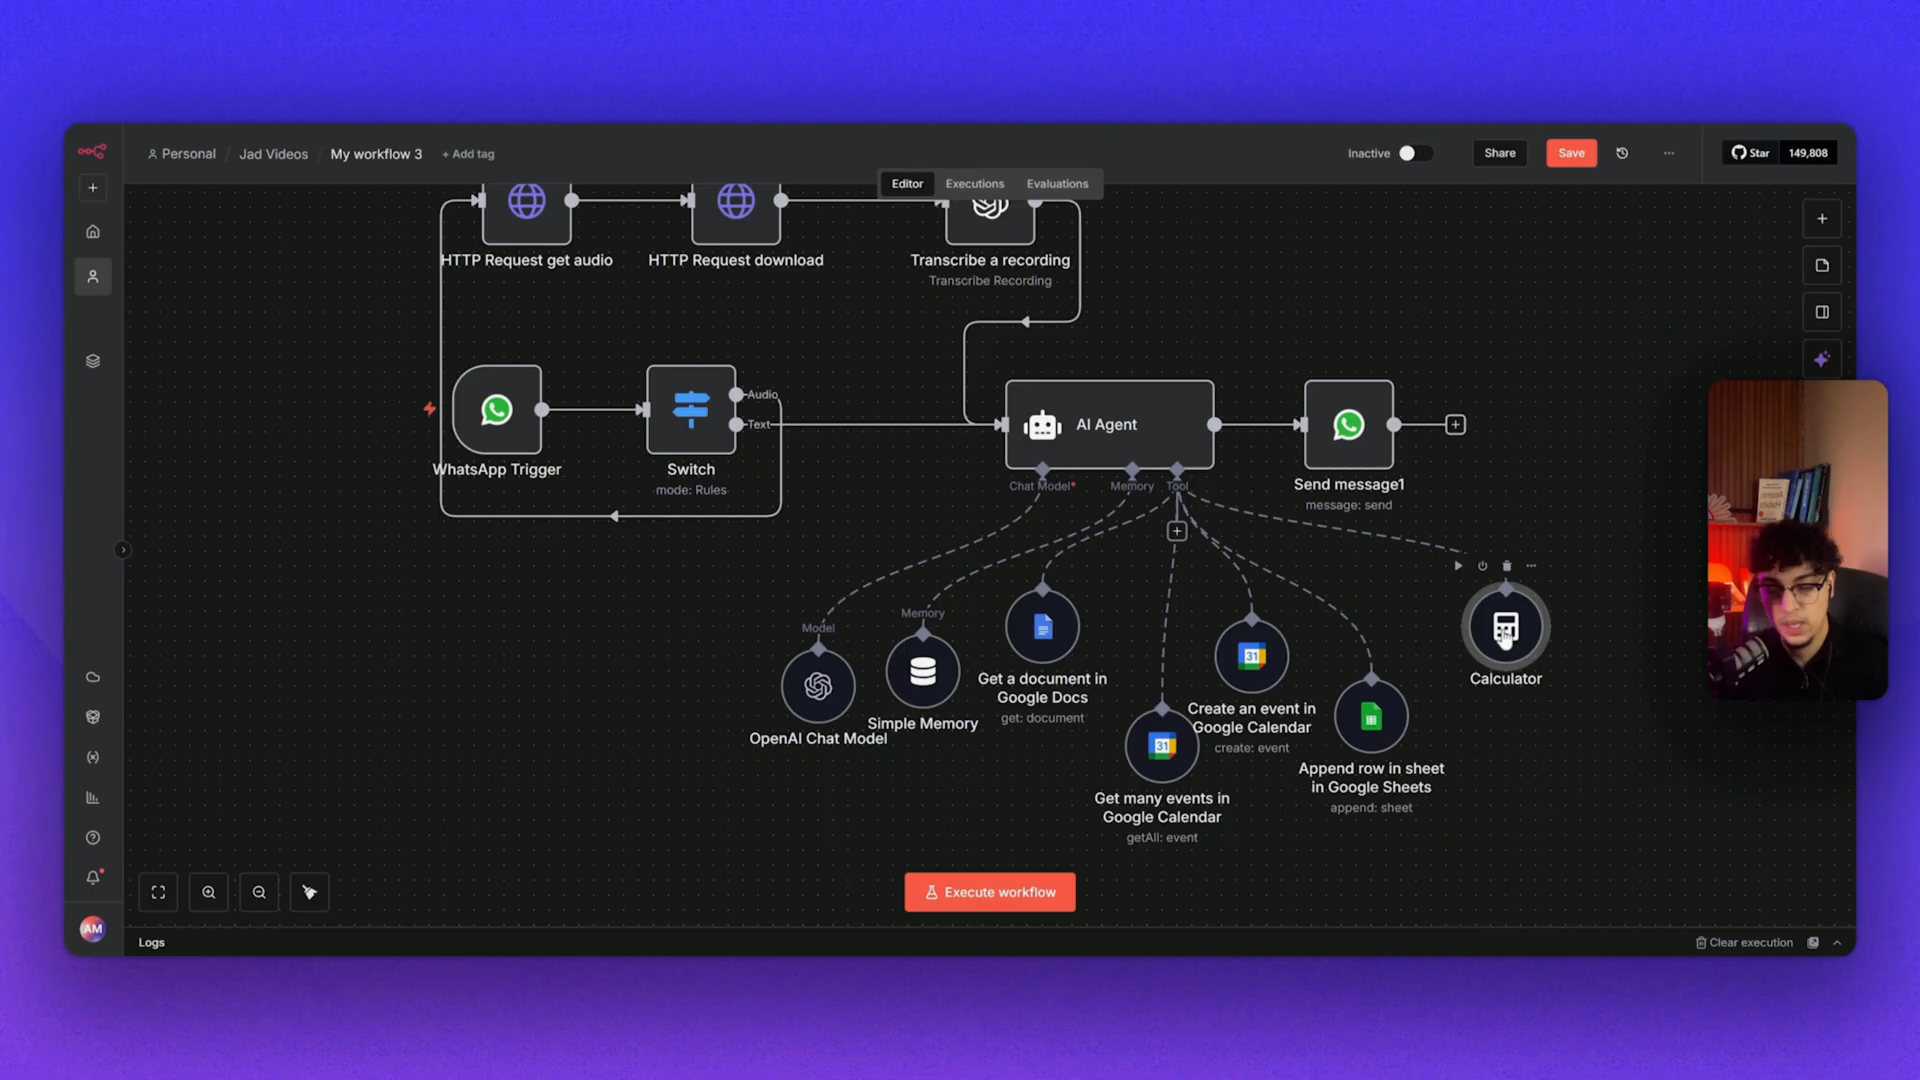 Personal / Jad Videos / My workflow 3 + Add tag
Inactive
Share
Save
Star 149,808
Editor Executions Evaluations
HTTP Request get audio
HTTP Request download
Transcribe a recording
Transcribe Recording
Audio
Text
WhatsApp Trigger
Switch
mode: Rules
AI Agent
Chat Model*
Memory
Tool
Send message1
message: send
Model
Memory
31
31
OpenAI Chat Model
Simple Memory
Get a document in
Google Docs
get: document
Get many events in
Google Calendar
getAll: event
Create an event in
Google Calendar
create: event
Append row in sheet
in Google Sheets
append: sheet
Calculator
Execute workflow
AM
Logs
Clear execution